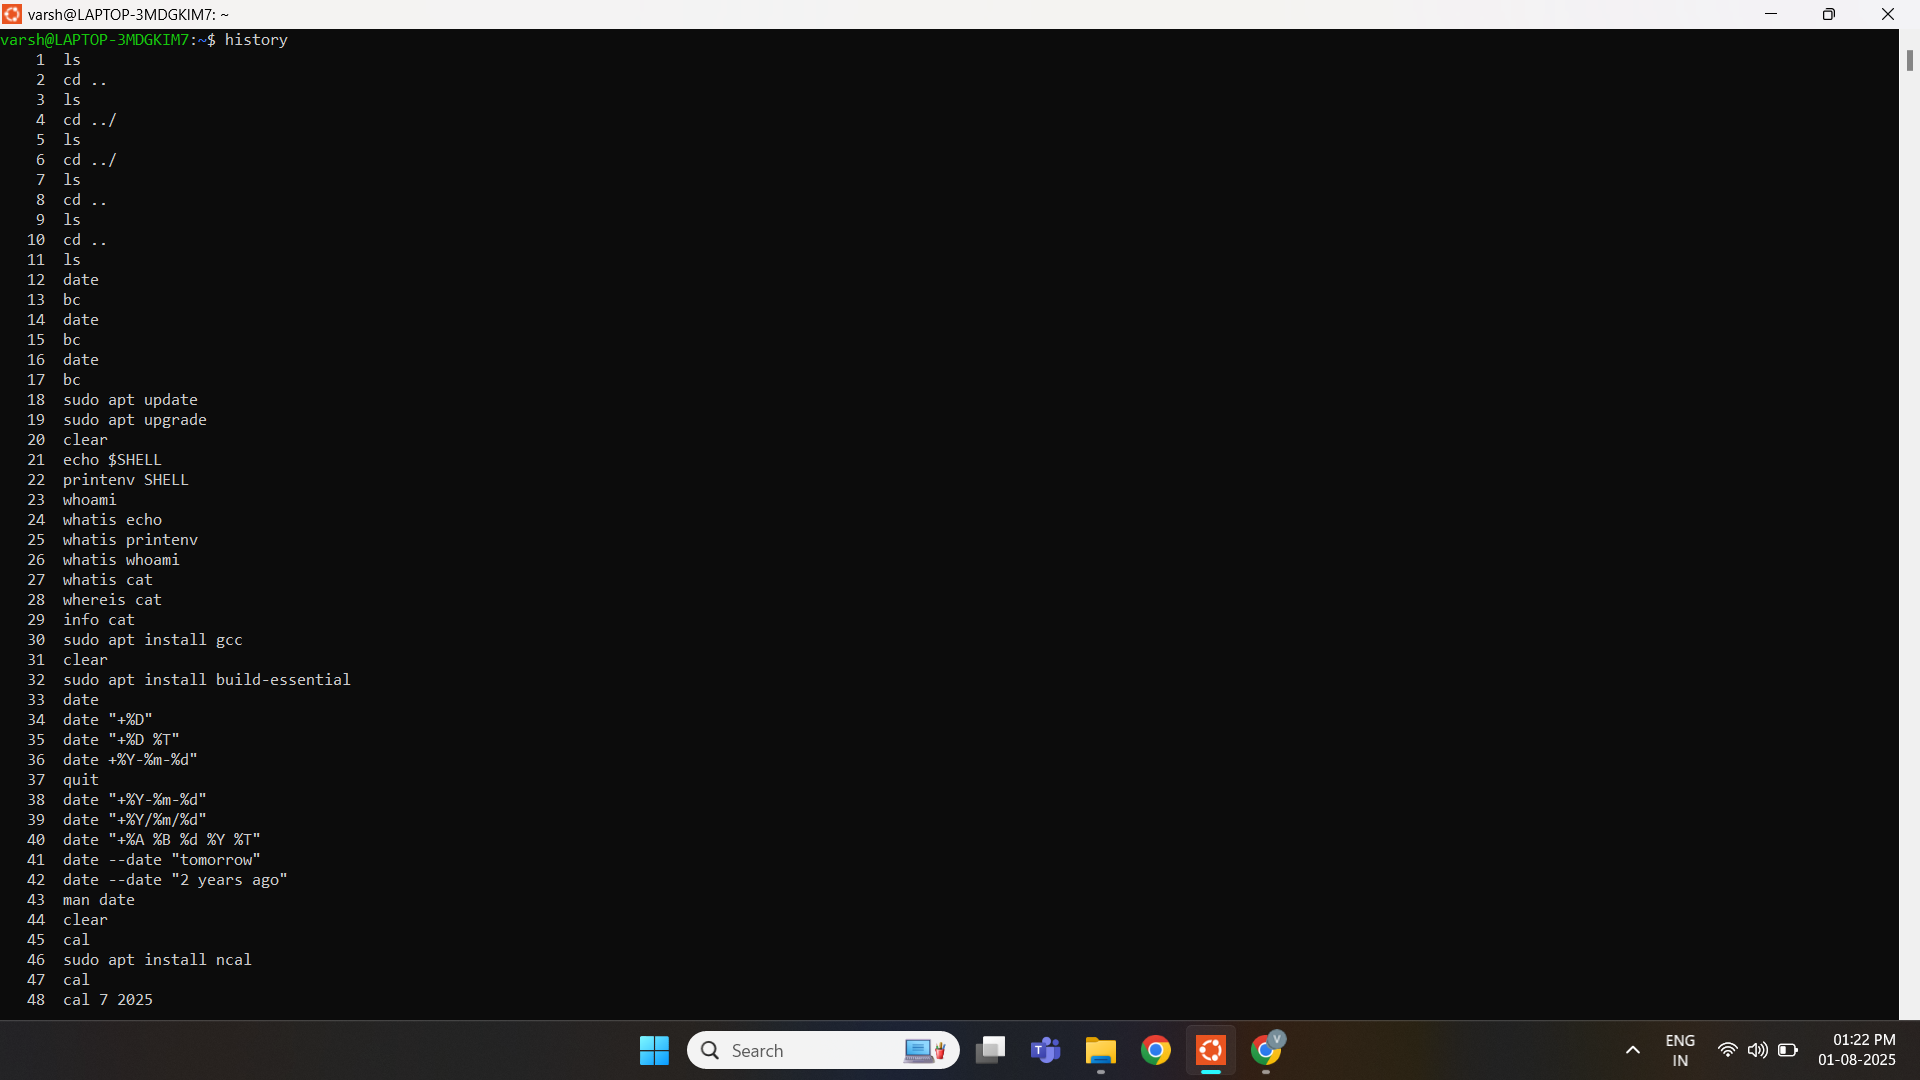 varsh@LAPTOP-3MDGKIM7: ~
varsh@LAPTOP-3MDGKIM7:~$ history
1 ls
2 cd ..
3 ls
4 cd ../
5 ls
6 cd ../
7 ls
8 cd ..
9 ls
10 cd ..
11 ls
12 date
13 bc
14 date
15 bc
16 date
17 bc
18 sudo apt update
19 sudo apt upgrade
20 clear
21 echo $SHELL
22 printenv SHELL
23 whoami
24 whatis echo
25 whatis printenv
26 whatis whoami
27 whatis cat
28 whereis cat
29 info cat
30 sudo apt install gcc
31 clear
32 sudo apt install build-essential
33 date
34 date "+%D"
35 date "+%D %T"
36 date +%Y-%m-%d"
37 quit
38 date "+%Y-%m-%d"
39 date "+%Y/%m/%d"
40 date "+%A %B %d %Y %T"
41 date --date "tomorrow"
42 date --date "2 years ago"
43 man date
44 clear
45 cal
46 sudo apt install ncal
47 cal
48 cal 7 2025
Search
T
V
ENG
IN
01:22 PM
01-08-2025